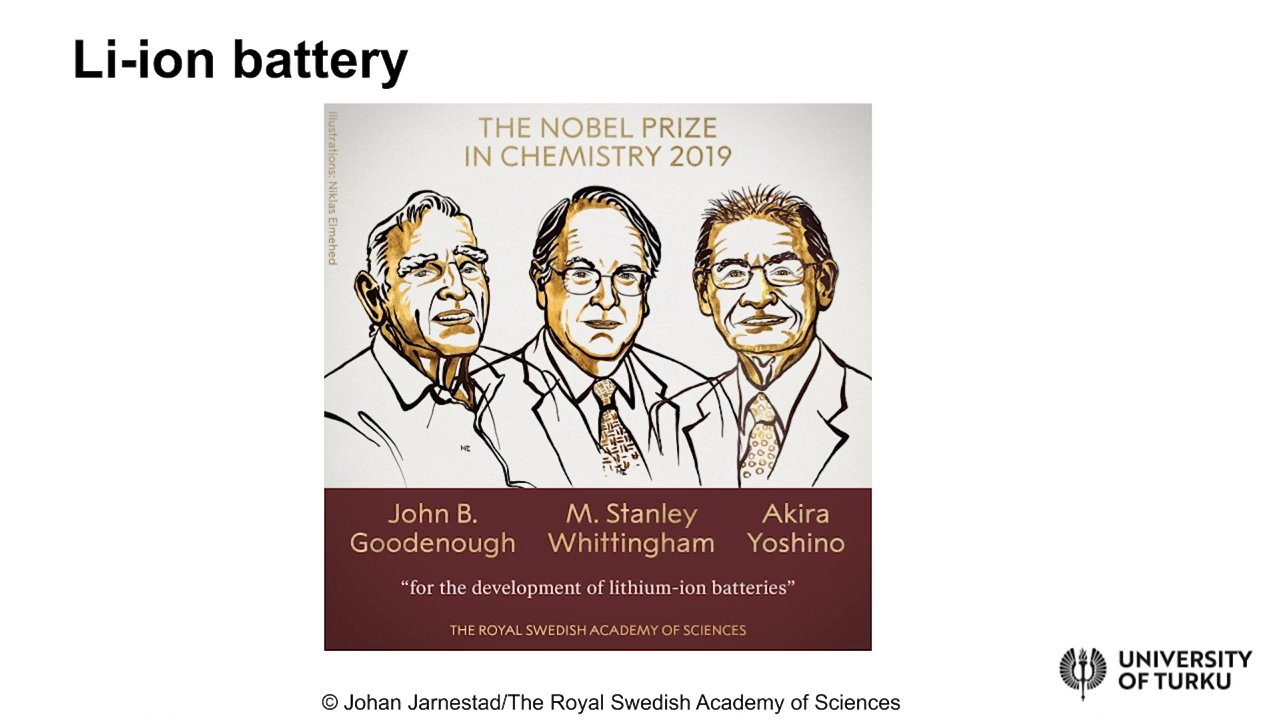 Li-ion battery
Illustrations: Niklas Elmehed
THE NOBEL PRIZE
IN CHEMISTRY 2019
John B.
Goodenough
M. Stanley
Whittingham
Akira
Yoshino
“for the development of lithium-ion batteries”
THE ROYAL SWEDISH ACADEMY OF SCIENCES
© Johan Jarnestad/The Royal Swedish Academy of Sciences
UNIVERSITY
OF TURKU